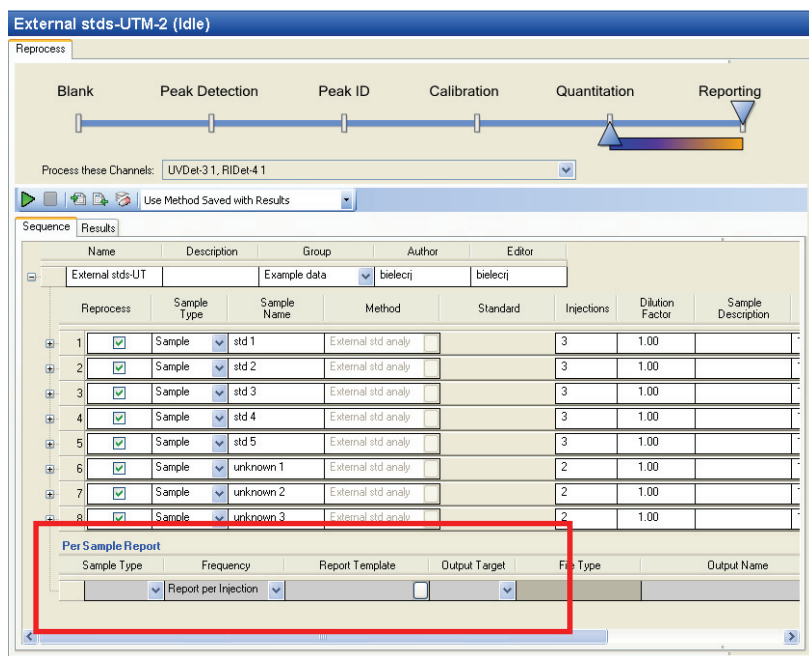 External stds-UTM-2 (Idle)
Reprocess
Blank Peak Detection Peak ID Calibration Quantitation Reporting
Process these Channels: UVDet-3 1, RIDet-4 1
Use Method Saved with Results
Sequence Results
Name Description Group Author Editor
External stds-UT Example data bielecrj bielecrj
Reprocess Sample Type Sample Name Method Standard Injections Dilution Factor Sample Description
1 Sample std 1 External std analy 3 1.00
2 Sample std 2 External std analy 3 1.00
3 Sample std 3 External std analy 3 1.00
4 Sample std 4 External std analy 3 1.00
5 Sample std 5 External std analy 3 1.00
6 Sample unknown 1 External std analy 2 1.00
7 Sample unknown 2 External std analy 2 1.00
8 Sample unknown 3 External std analy 2 1.00
Per Sample Report
Sample Type Frequency Report Template Output Target File Type Output Name
Report per Injection